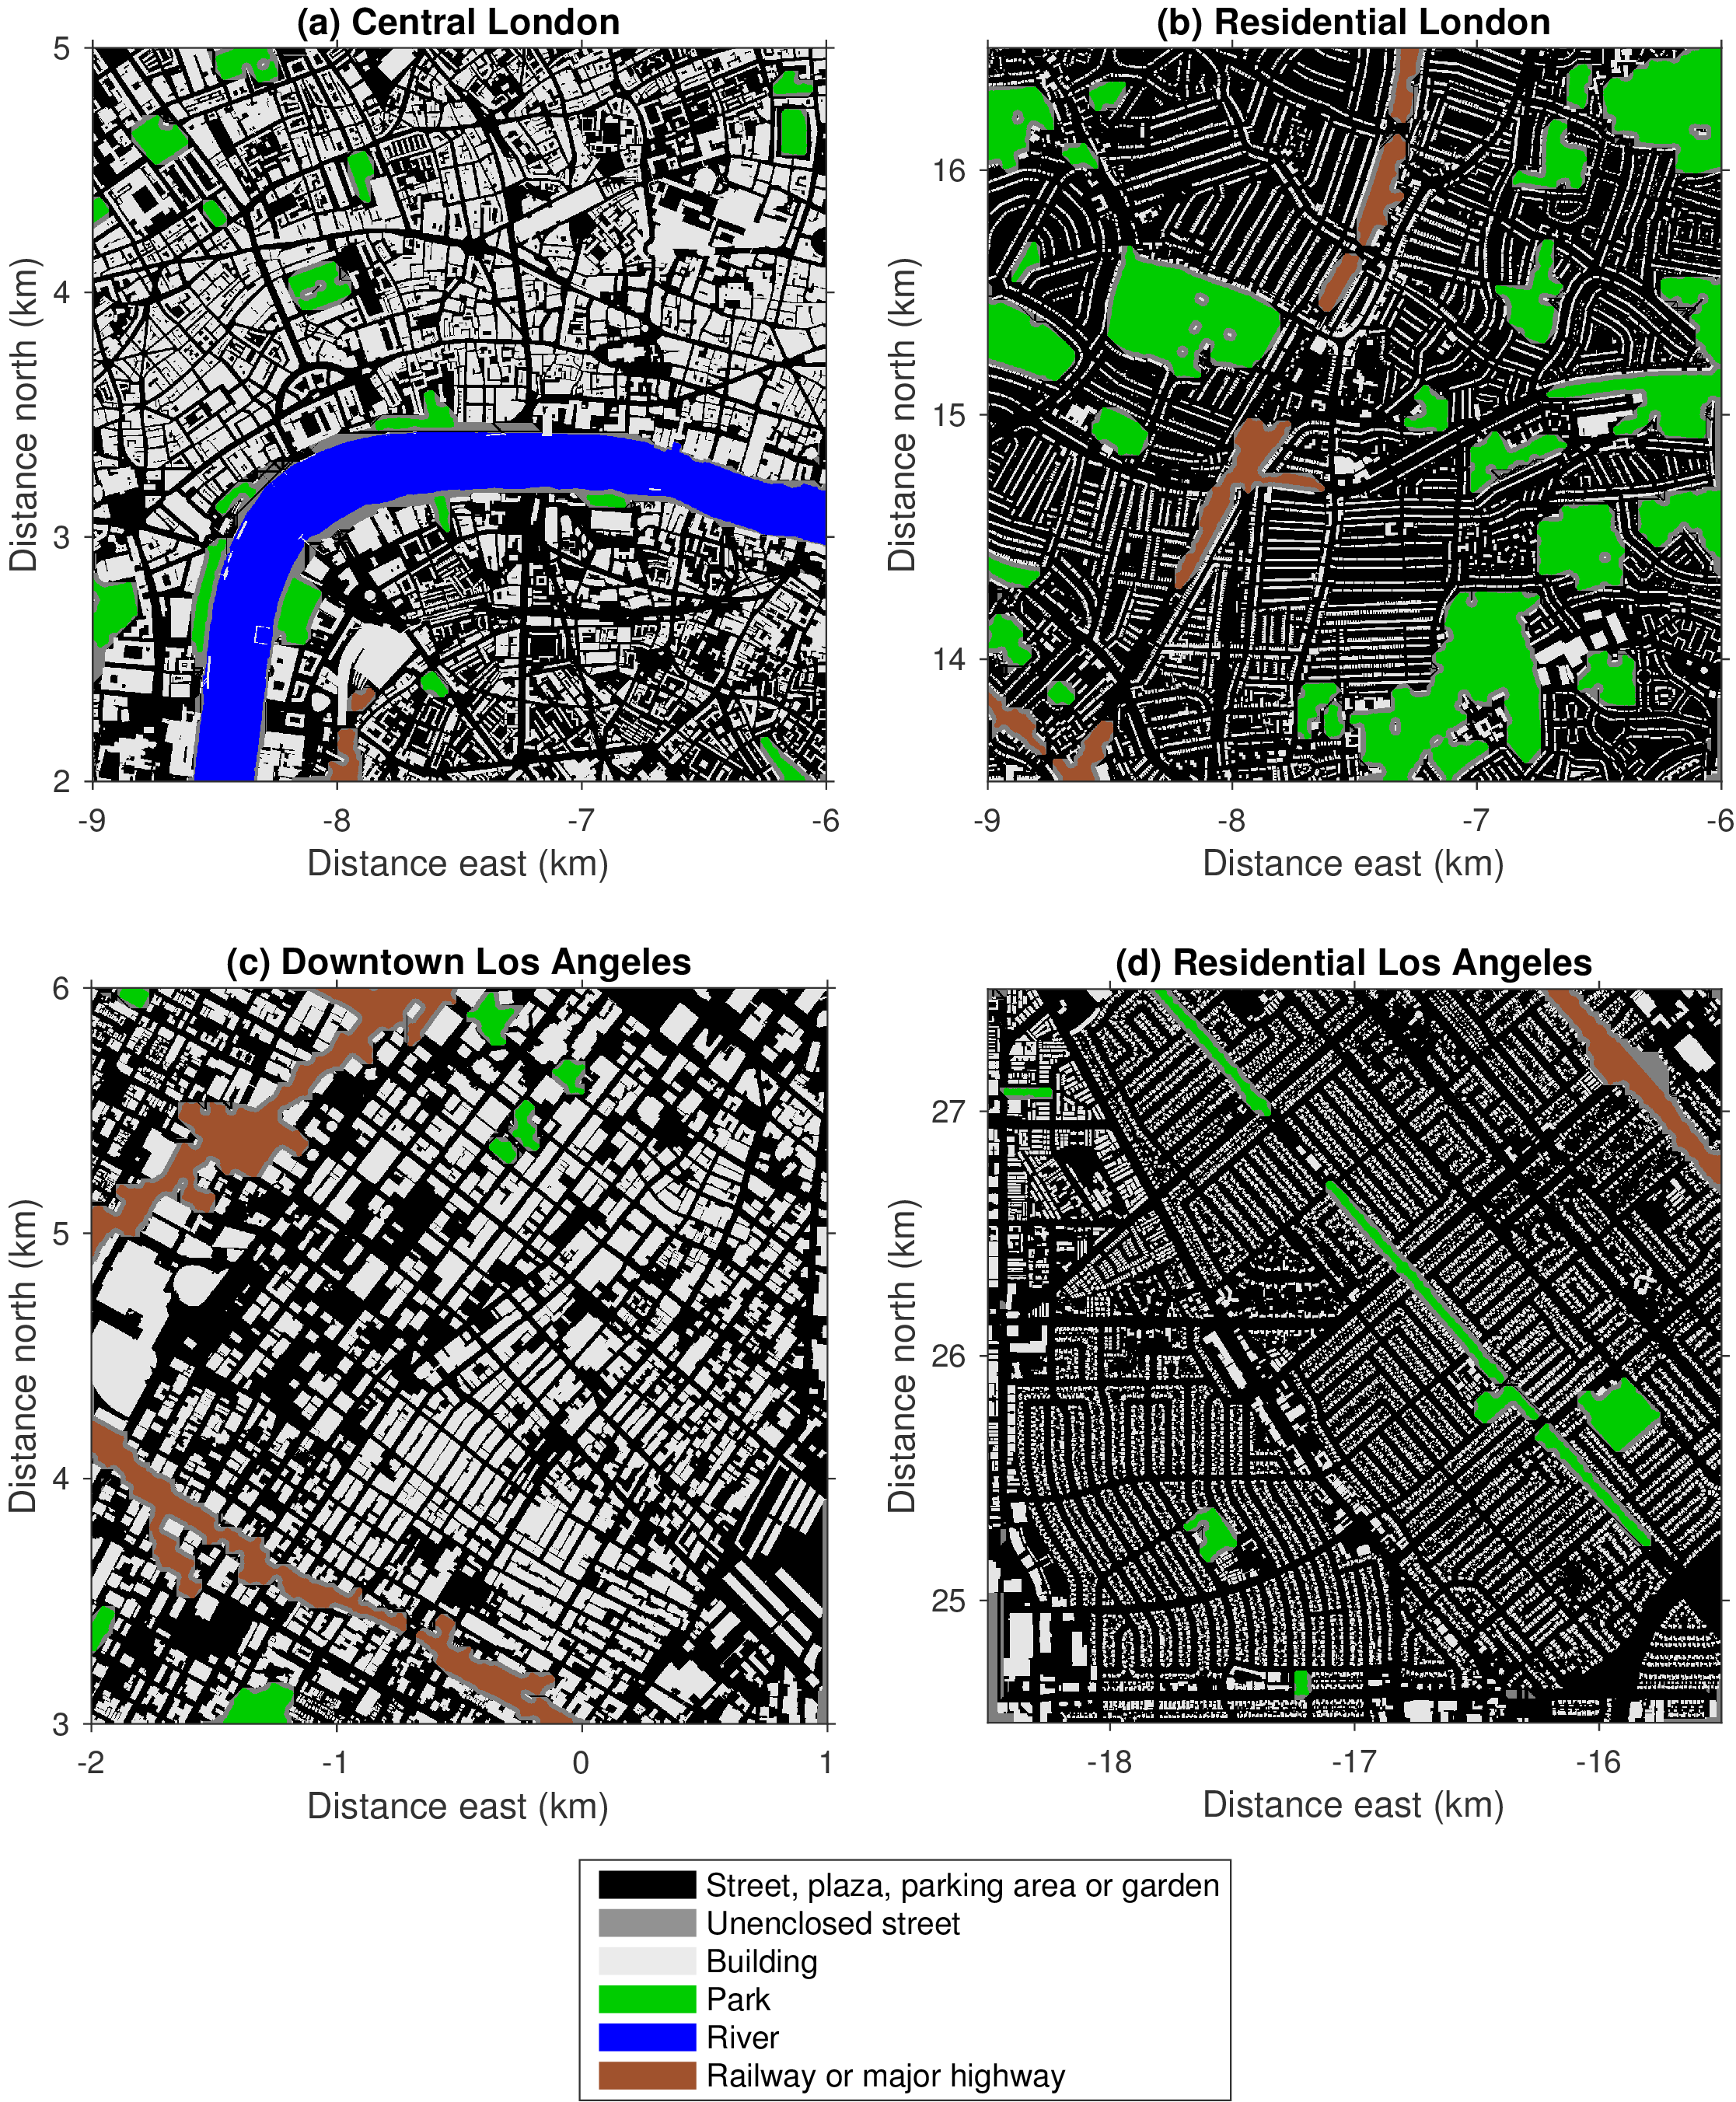 (a) Central London
5
4
3
2
Distance north (km)
-9
-8
-7
-6
Distance east (km)
(b) Residential London
16
15
14
Distance north (km)
-9
-8
-7
-6
Distance east (km)
(c) Downtown Los Angeles
6
5
4
3
Distance north (km)
-2
-1
0
1
Distance east (km)
(d) Residential Los Angeles
27
26
25
Distance north (km)
-18
-17
-16
Distance east (km)
Street, plaza, parking area or garden
Unenclosed street
Building
Park
River
Railway or major highway